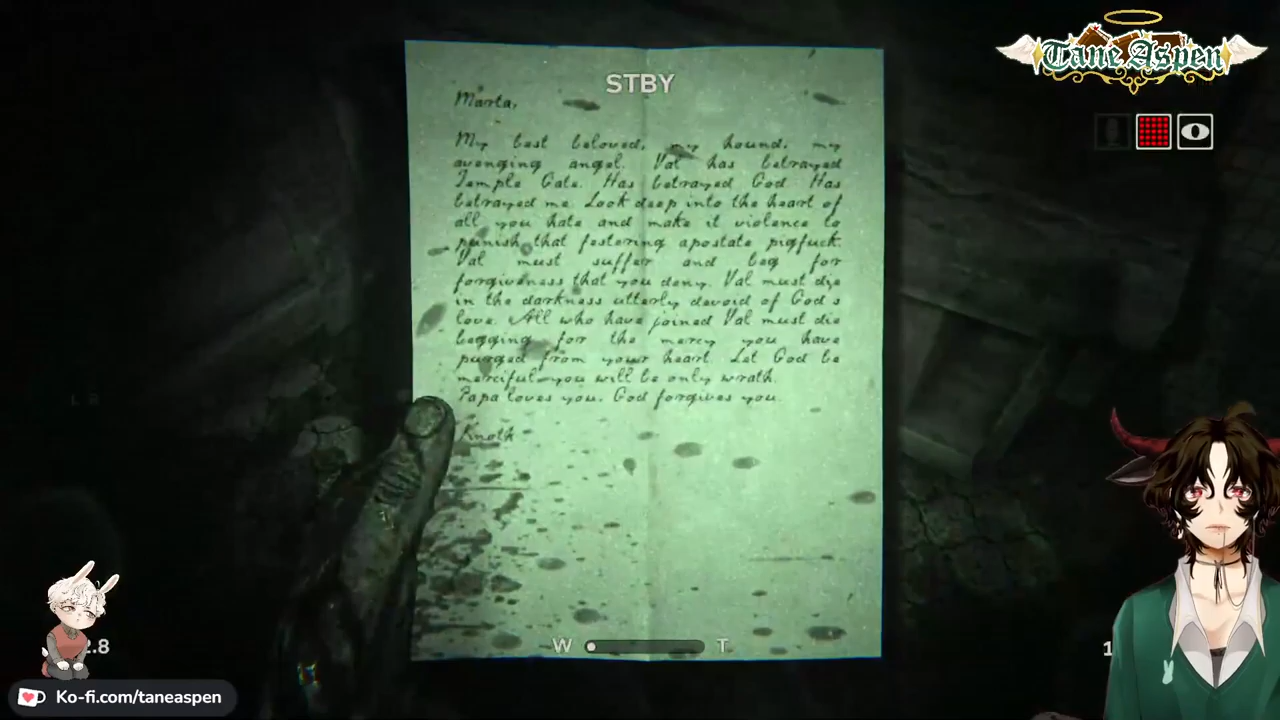 Tane Aspen
STBY
Marta,
My best beloved, my hound, my
avenging angel. Val has betrayed
Temple Gate. Has betrayed God. Has
betrayed me. Look deep into the heart of
all you hate and make it violence to
punish that festering apostate pigfuck.
Val must suffer and beg for
forgiveness that you deny. Val must die
in the darkness utterly devoid of God s
love. All who have joined Val must die
begging for the mercy you have
purged from your heart. Let God be
merciful you will be only wrath.
Papa loves you. God forgives you.
Knoth
W T
.8
1
Ko-fi.com/taneaspen